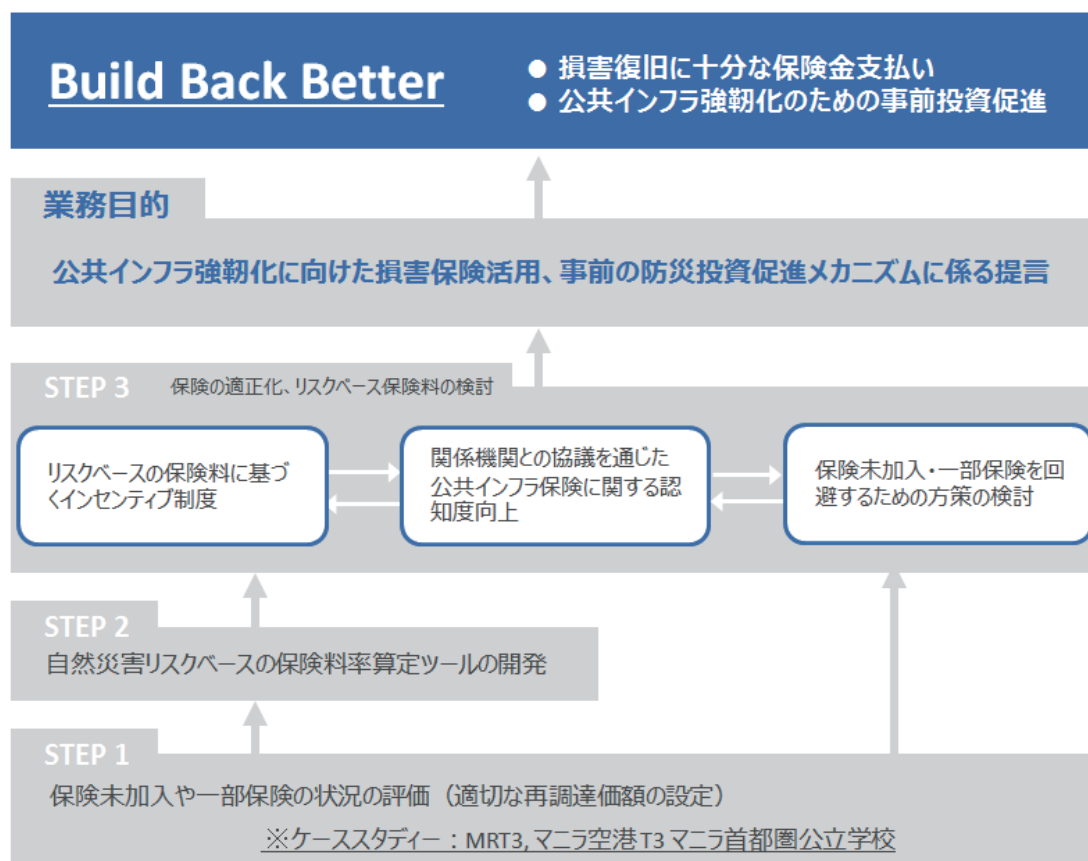 Build Back Better
● 損害復旧に十分な保険金支払い
● 公共インフラ強靭化のための事前投資促進
業務目的
公共インフラ強靭化に向けた損害保険活用、事前の防災投資促進メカニズムに係る提言
STEP 3 保険の適正化、リスクベース保険料の検討
リスクベースの保険料に基づ
くインセンティブ制度
関係機関との協議を通じた
公共インフラ保険に関する認
知度向上
保険未加入・一部保険を回
避するための方策の検討
STEP 2
自然災害リスクベースの保険料率算定ツールの開発
STEP 1
保険未加入や一部保険の状況の評価（適切な再調達価額の設定）
※ケーススタディー：MRT3, マニラ空港T3 マニラ首都圏公立学校